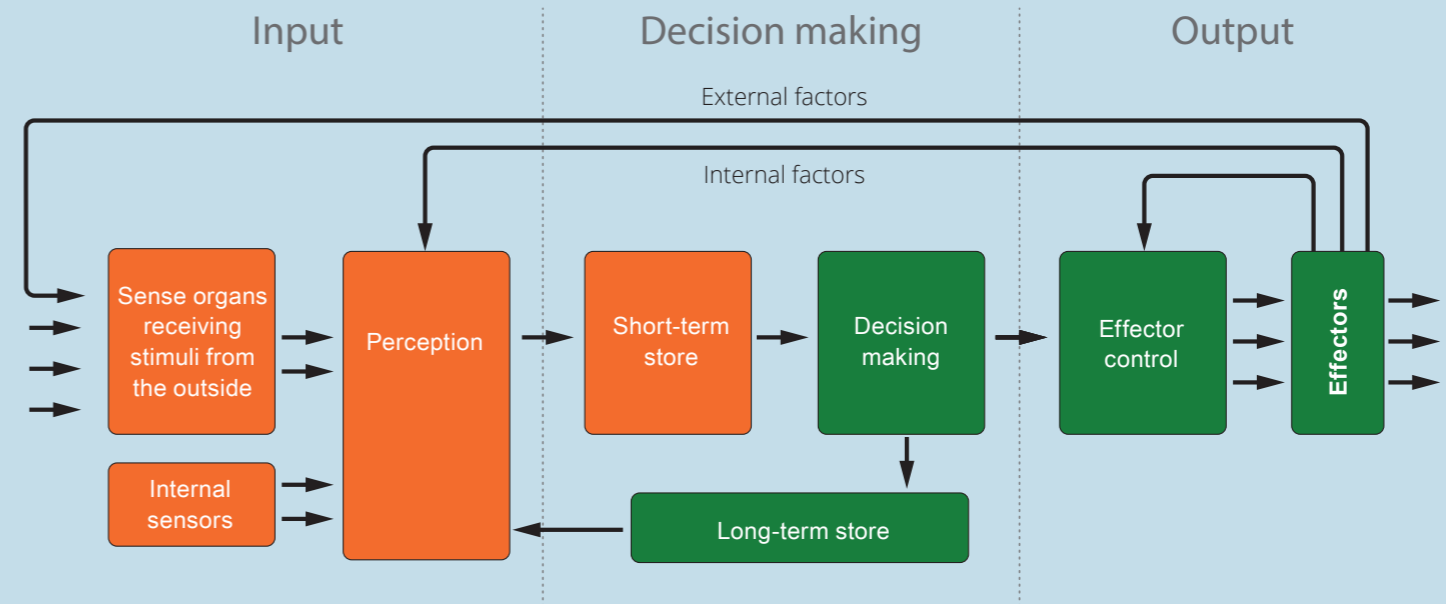 Input
Decision making
Output
External factors
Internal factors
Sense organs
receiving
stimuli from
the outside
Perception
Short-term
store
Decision
making
Effector
control
Effectors
Internal
sensors
Long-term store